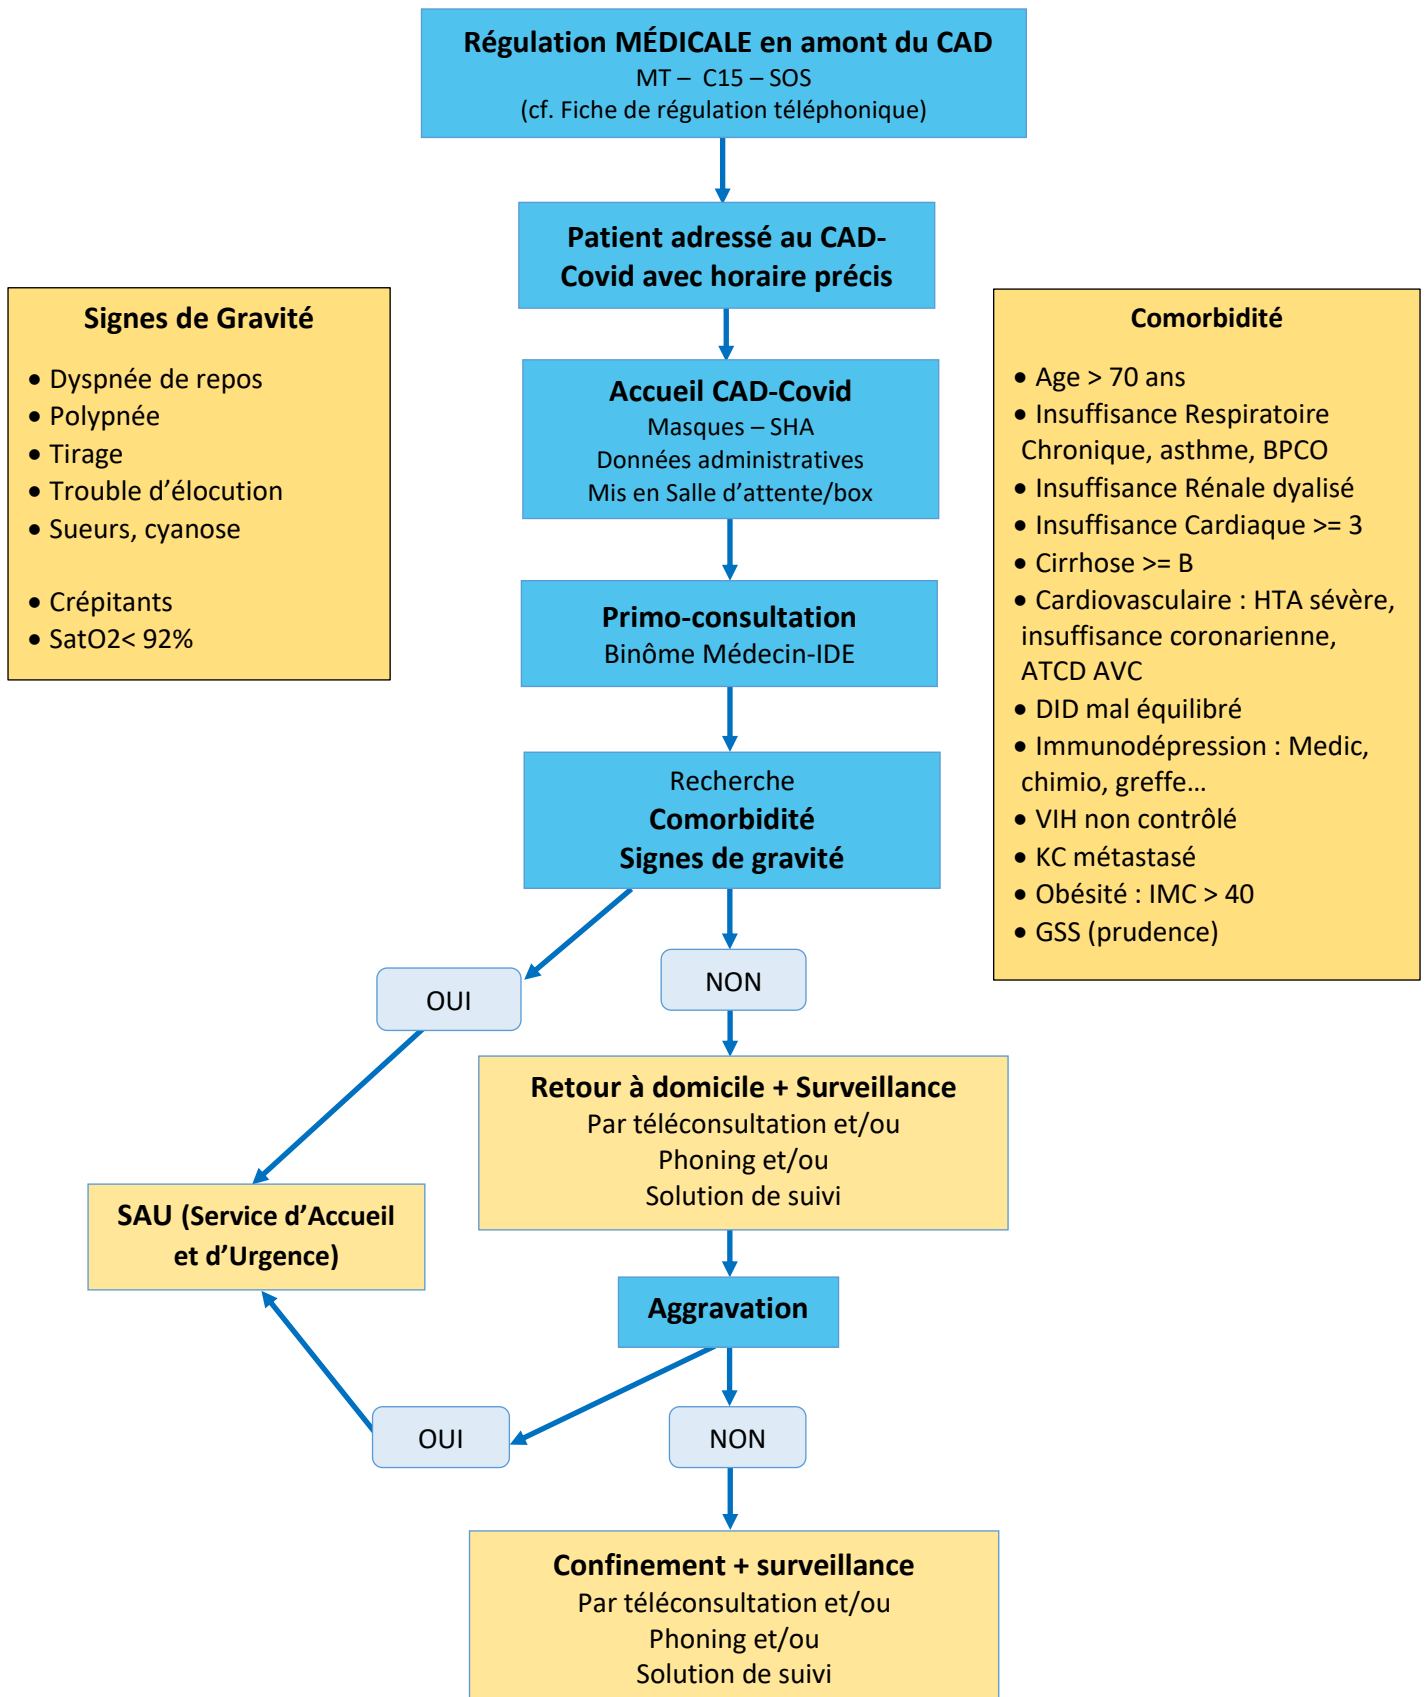 Régulation MÉDICALE en amont du CAD
MT – C15 – SOS
(cf. Fiche de régulation téléphonique)
Patient adressé au CAD-
Covid avec horaire précis
Signes de Gravité
• Dyspnée de repos
• Polypnée
• Tirage
• Trouble d’élocution
• Sueurs, cyanose
• Crépitants
• SatO2< 92%
Accueil CAD-Covid
Masques – SHA
Données administratives
Mis en Salle d’attente/box
Primo-consultation
Binôme Médecin-IDE
Recherche
Comorbidité
Signes de gravité
Comorbidité
• Age > 70 ans
• Insuffisance Respiratoire
Chronique, asthme, BPCO
• Insuffisance Rénale dyalisé
• Insuffisance Cardiaque >= 3
• Cirrhose >= B
• Cardiovasculaire : HTA sévère,
insuffisance coronarienne,
ATCD AVC
• DID mal équilibré
• Immunodépression : Medic,
chimio, greffe…
• VIH non contrôlé
• KC métastasé
• Obésité : IMC > 40
• GSS (prudence)
OUI
NON
Retour à domicile + Surveillance
Par téléconsultation et/ou
Phoning et/ou
Solution de suivi
SAU (Service d’Accueil
et d’Urgence)
Aggravation
OUI
NON
Confinement + surveillance
Par téléconsultation et/ou
Phoning et/ou
Solution de suivi